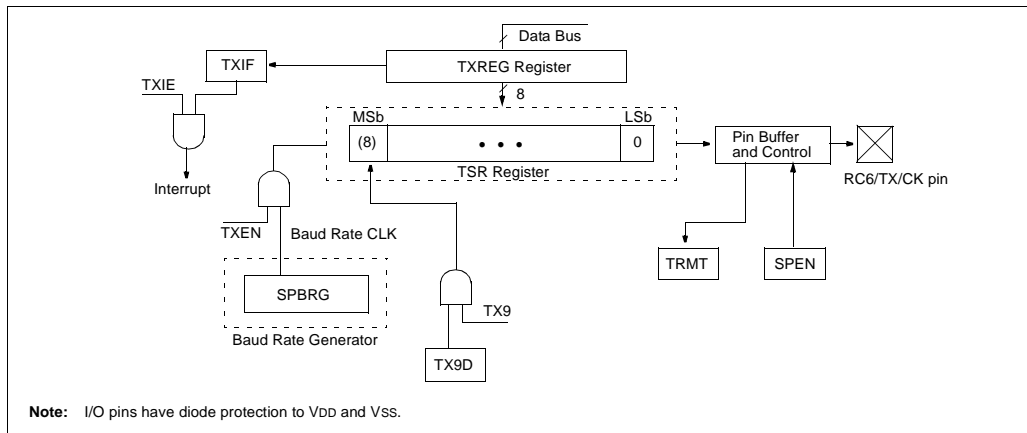 Data Bus
TXIF
TXREG Register
TXIE
8
MSb
LSb
(8)
• • •
0
Pin Buffer
and Control
TSR Register
Interrupt
RC6/TX/CK pin
TXEN
Baud Rate CLK
TRMT
SPEN
SPBRG
TX9
Baud Rate Generator
TX9D
Note: I/O pins have diode protection to VDD and VSS.